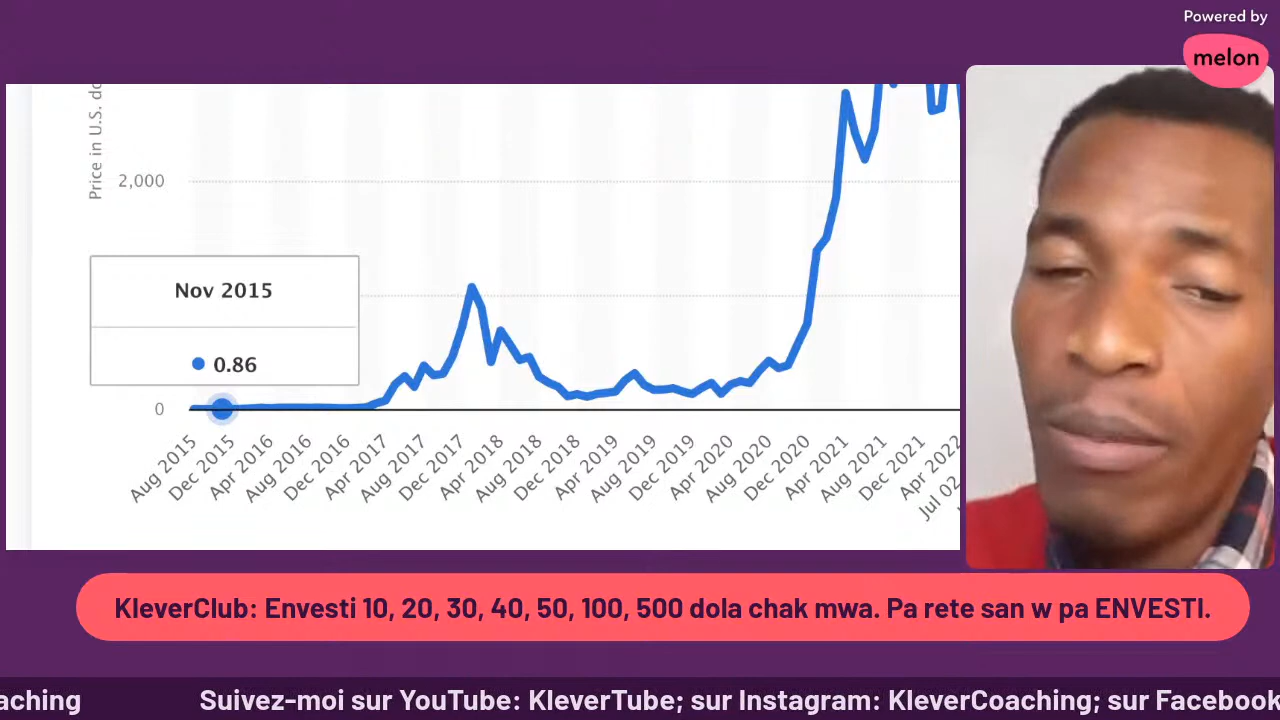 Powered by
melon
Price in U.S. do
2,000
Nov 2015
0.86
0
Aug 2015
Dec 2015
Apr 2016
Aug 2016
Dec 2016
Apr 2017
Aug 2017
Dec 2017
Apr 2018
Aug 2018
Dec 2018
Apr 2019
Aug 2019
Dec 2019
Apr 2020
Aug 2020
Dec 2020
Apr 2021
Aug 2021
Dec 2021
Apr 2022
Jul 02
KleverClub: Envesti 10, 20, 30, 40, 50, 100, 500 dola chak mwa. Pa rete san w pa ENVESTI.
aching Suivez-moi sur YouTube: KleverTube; sur Instagram: KleverCoaching; sur Facebook